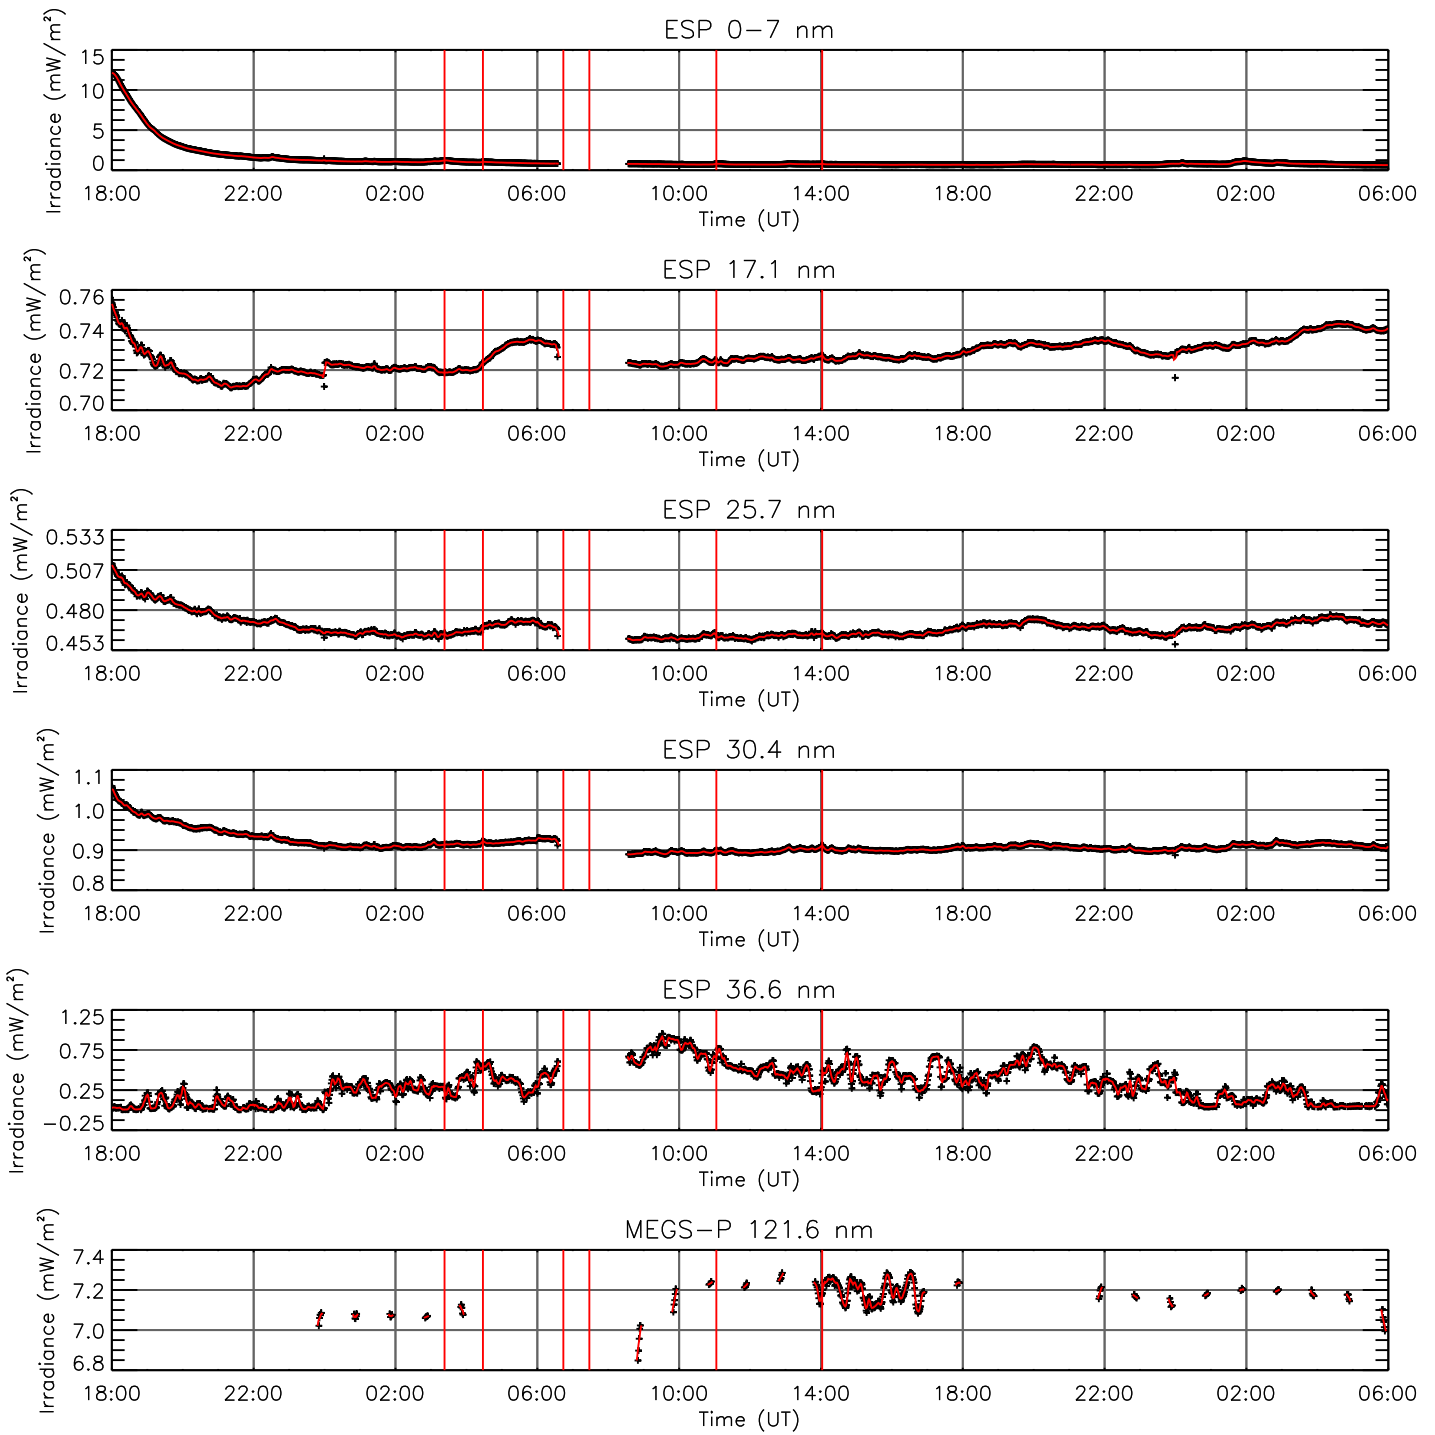 ESP 0-7 nm
Irradiance (mW/m²)
15
10
5
0
18:00 22:00 02:00 06:00 10:00 14:00 18:00 22:00 02:00 06:00
Time (UT)
ESP 17.1 nm
Irradiance (mW/m²)
0.76
0.74
0.72
0.70
18:00 22:00 02:00 06:00 10:00 14:00 18:00 22:00 02:00 06:00
Time (UT)
ESP 25.7 nm
Irradiance (mW/m²)
0.533
0.507
0.480
0.453
18:00 22:00 02:00 06:00 10:00 14:00 18:00 22:00 02:00 06:00
Time (UT)
ESP 30.4 nm
Irradiance (mW/m²)
1.1
1.0
0.9
0.8
18:00 22:00 02:00 06:00 10:00 14:00 18:00 22:00 02:00 06:00
Time (UT)
ESP 36.6 nm
Irradiance (mW/m²)
1.25
0.75
0.25
-0.25
18:00 22:00 02:00 06:00 10:00 14:00 18:00 22:00 02:00 06:00
Time (UT)
MEGS-P 121.6 nm
Irradiance (mW/m²)
7.4
7.2
7.0
6.8
18:00 22:00 02:00 06:00 10:00 14:00 18:00 22:00 02:00 06:00
Time (UT)